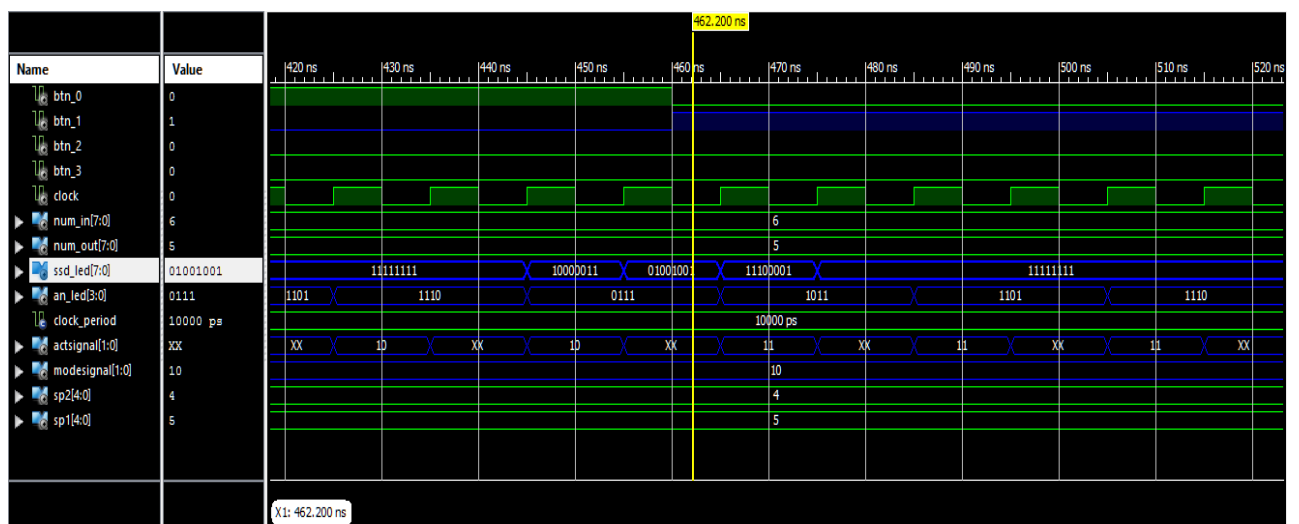 462.200 ns
Name Value
420 ns 430 ns 440 ns 450 ns 460 ns 470 ns 480 ns 490 ns 500 ns 510 ns 520 ns
btn_0 0
btn_1 1
btn_2 0
btn_3 0
clock 0
num_in[7:0] 6 6
num_out[7:0] 5 5
ssd_led[7:0] 01001001 11111111 10000011 01001001 11100001 11111111
an_led[3:0] 0111 1101 1110 0111 1011 1101 1110
clock_period 10000 ps 10000 ps
actsignal[1:0] XX XX 10 XX 10 XX 11 XX 11 XX 11 XX
modesignal[1:0] 10 10
sp2[4:0] 4 4
sp1[4:0] 5 5
X1: 462.200 ns